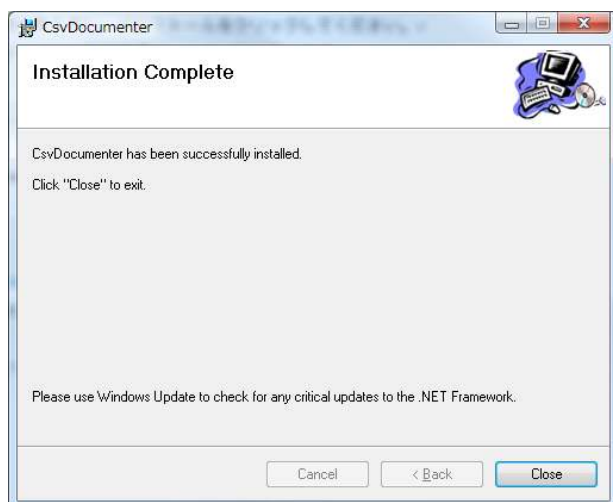 CsvDocumenter
Installation Complete
CsvDocumenter has been successfully installed.
Click "Close" to exit.
Please use Windows Update to check for any critical updates to the .NET Framework.
Cancel
< Back
Close